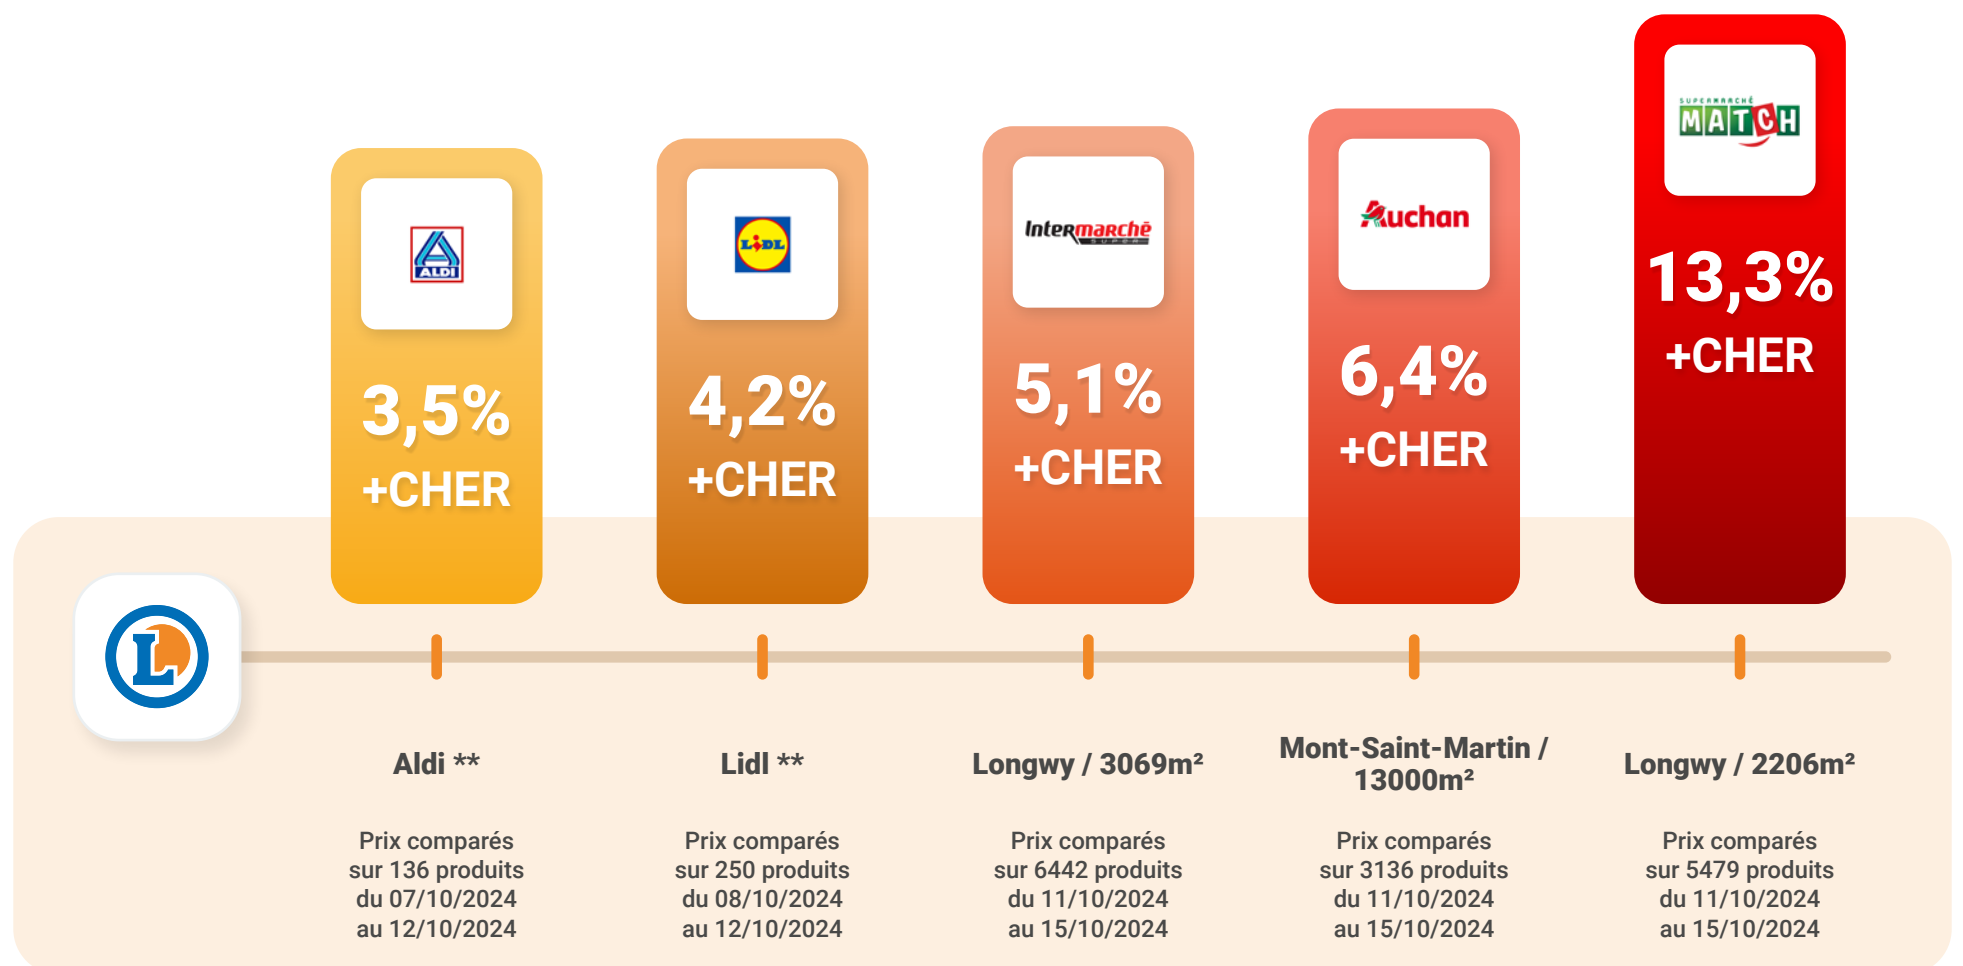 ALDI
3,5%
+CHER
LIDL
4,2%
+CHER
Intermarchē
SUPER
5,1%
+CHER
Auchan
6,4%
+CHER
SUPERMARCHÉ
MATCH
13,3%
+CHER
L
Aldi **
Prix comparés
sur 136 produits
du 07/10/2024
au 12/10/2024
Lidl **
Prix comparés
sur 250 produits
du 08/10/2024
au 12/10/2024
Longwy / 3069m²
Prix comparés
sur 6442 produits
du 11/10/2024
au 15/10/2024
Mont-Saint-Martin /
13000m²
Prix comparés
sur 3136 produits
du 11/10/2024
au 15/10/2024
Longwy / 2206m²
Prix comparés
sur 5479 produits
du 11/10/2024
au 15/10/2024